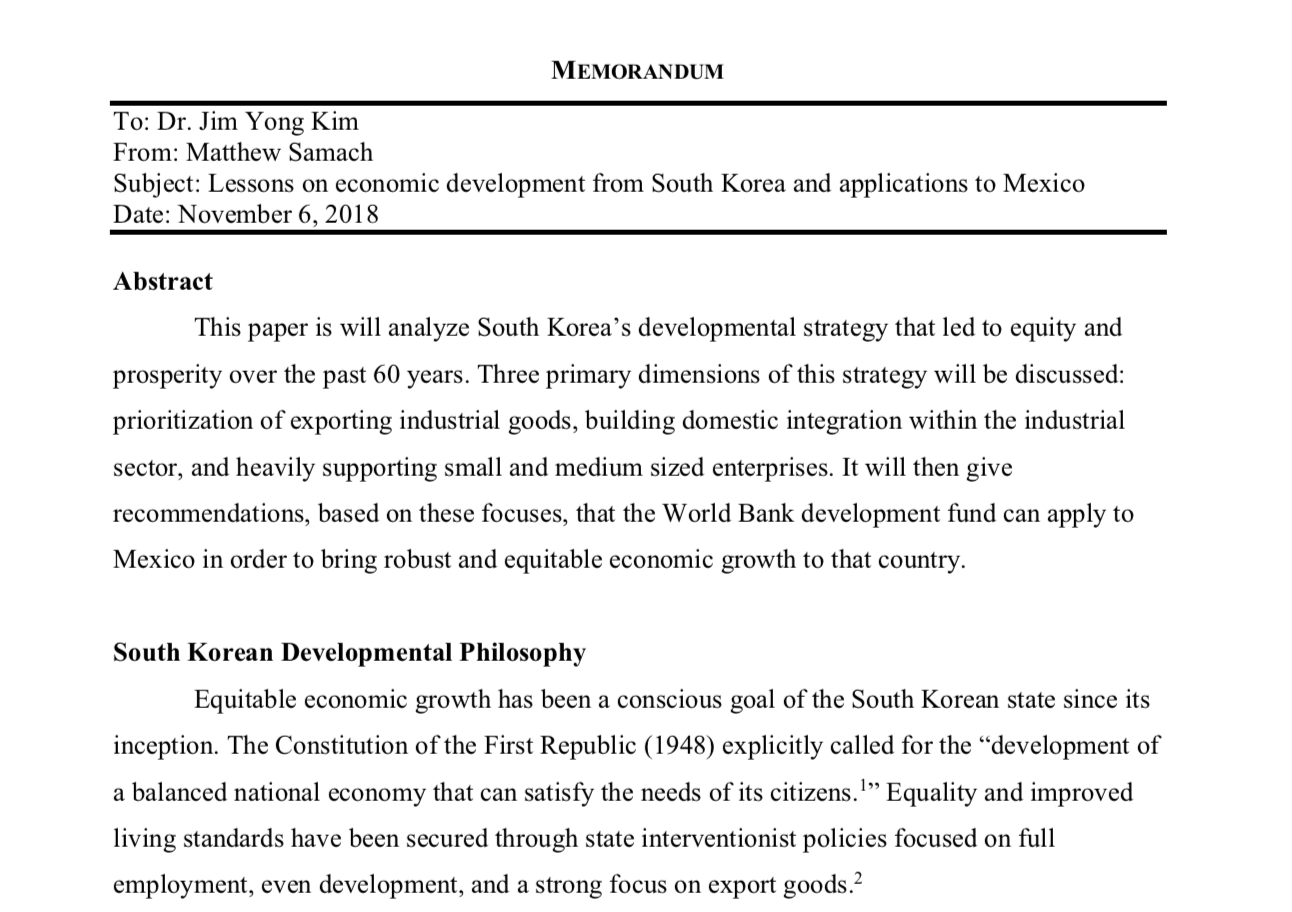 MEMORANDUM
To: Dr. Jim Yong Kim
From: Matthew Samach
Subject: Lessons on economic development from South Korea and applications to Mexico
Date: November 6, 2018
Abstract
This paper is will analyze South Korea’s developmental strategy that led to equity and
prosperity over the past 60 years. Three primary dimensions of this strategy will be discussed:
prioritization of exporting industrial goods, building domestic integration within the industrial
sector, and heavily supporting small and medium sized enterprises. It will then give
recommendations, based on these focuses, that the World Bank development fund can apply to
Mexico in order to bring robust and equitable economic growth to that country.
South Korean Developmental Philosophy
Equitable economic growth has been a conscious goal of the South Korean state since its
inception. The Constitution of the First Republic (1948) explicitly called for the “development of
a balanced national economy that can satisfy the needs of its citizens.¹” Equality and improved
living standards have been secured through state interventionist policies focused on full
employment, even development, and a strong focus on export goods.²